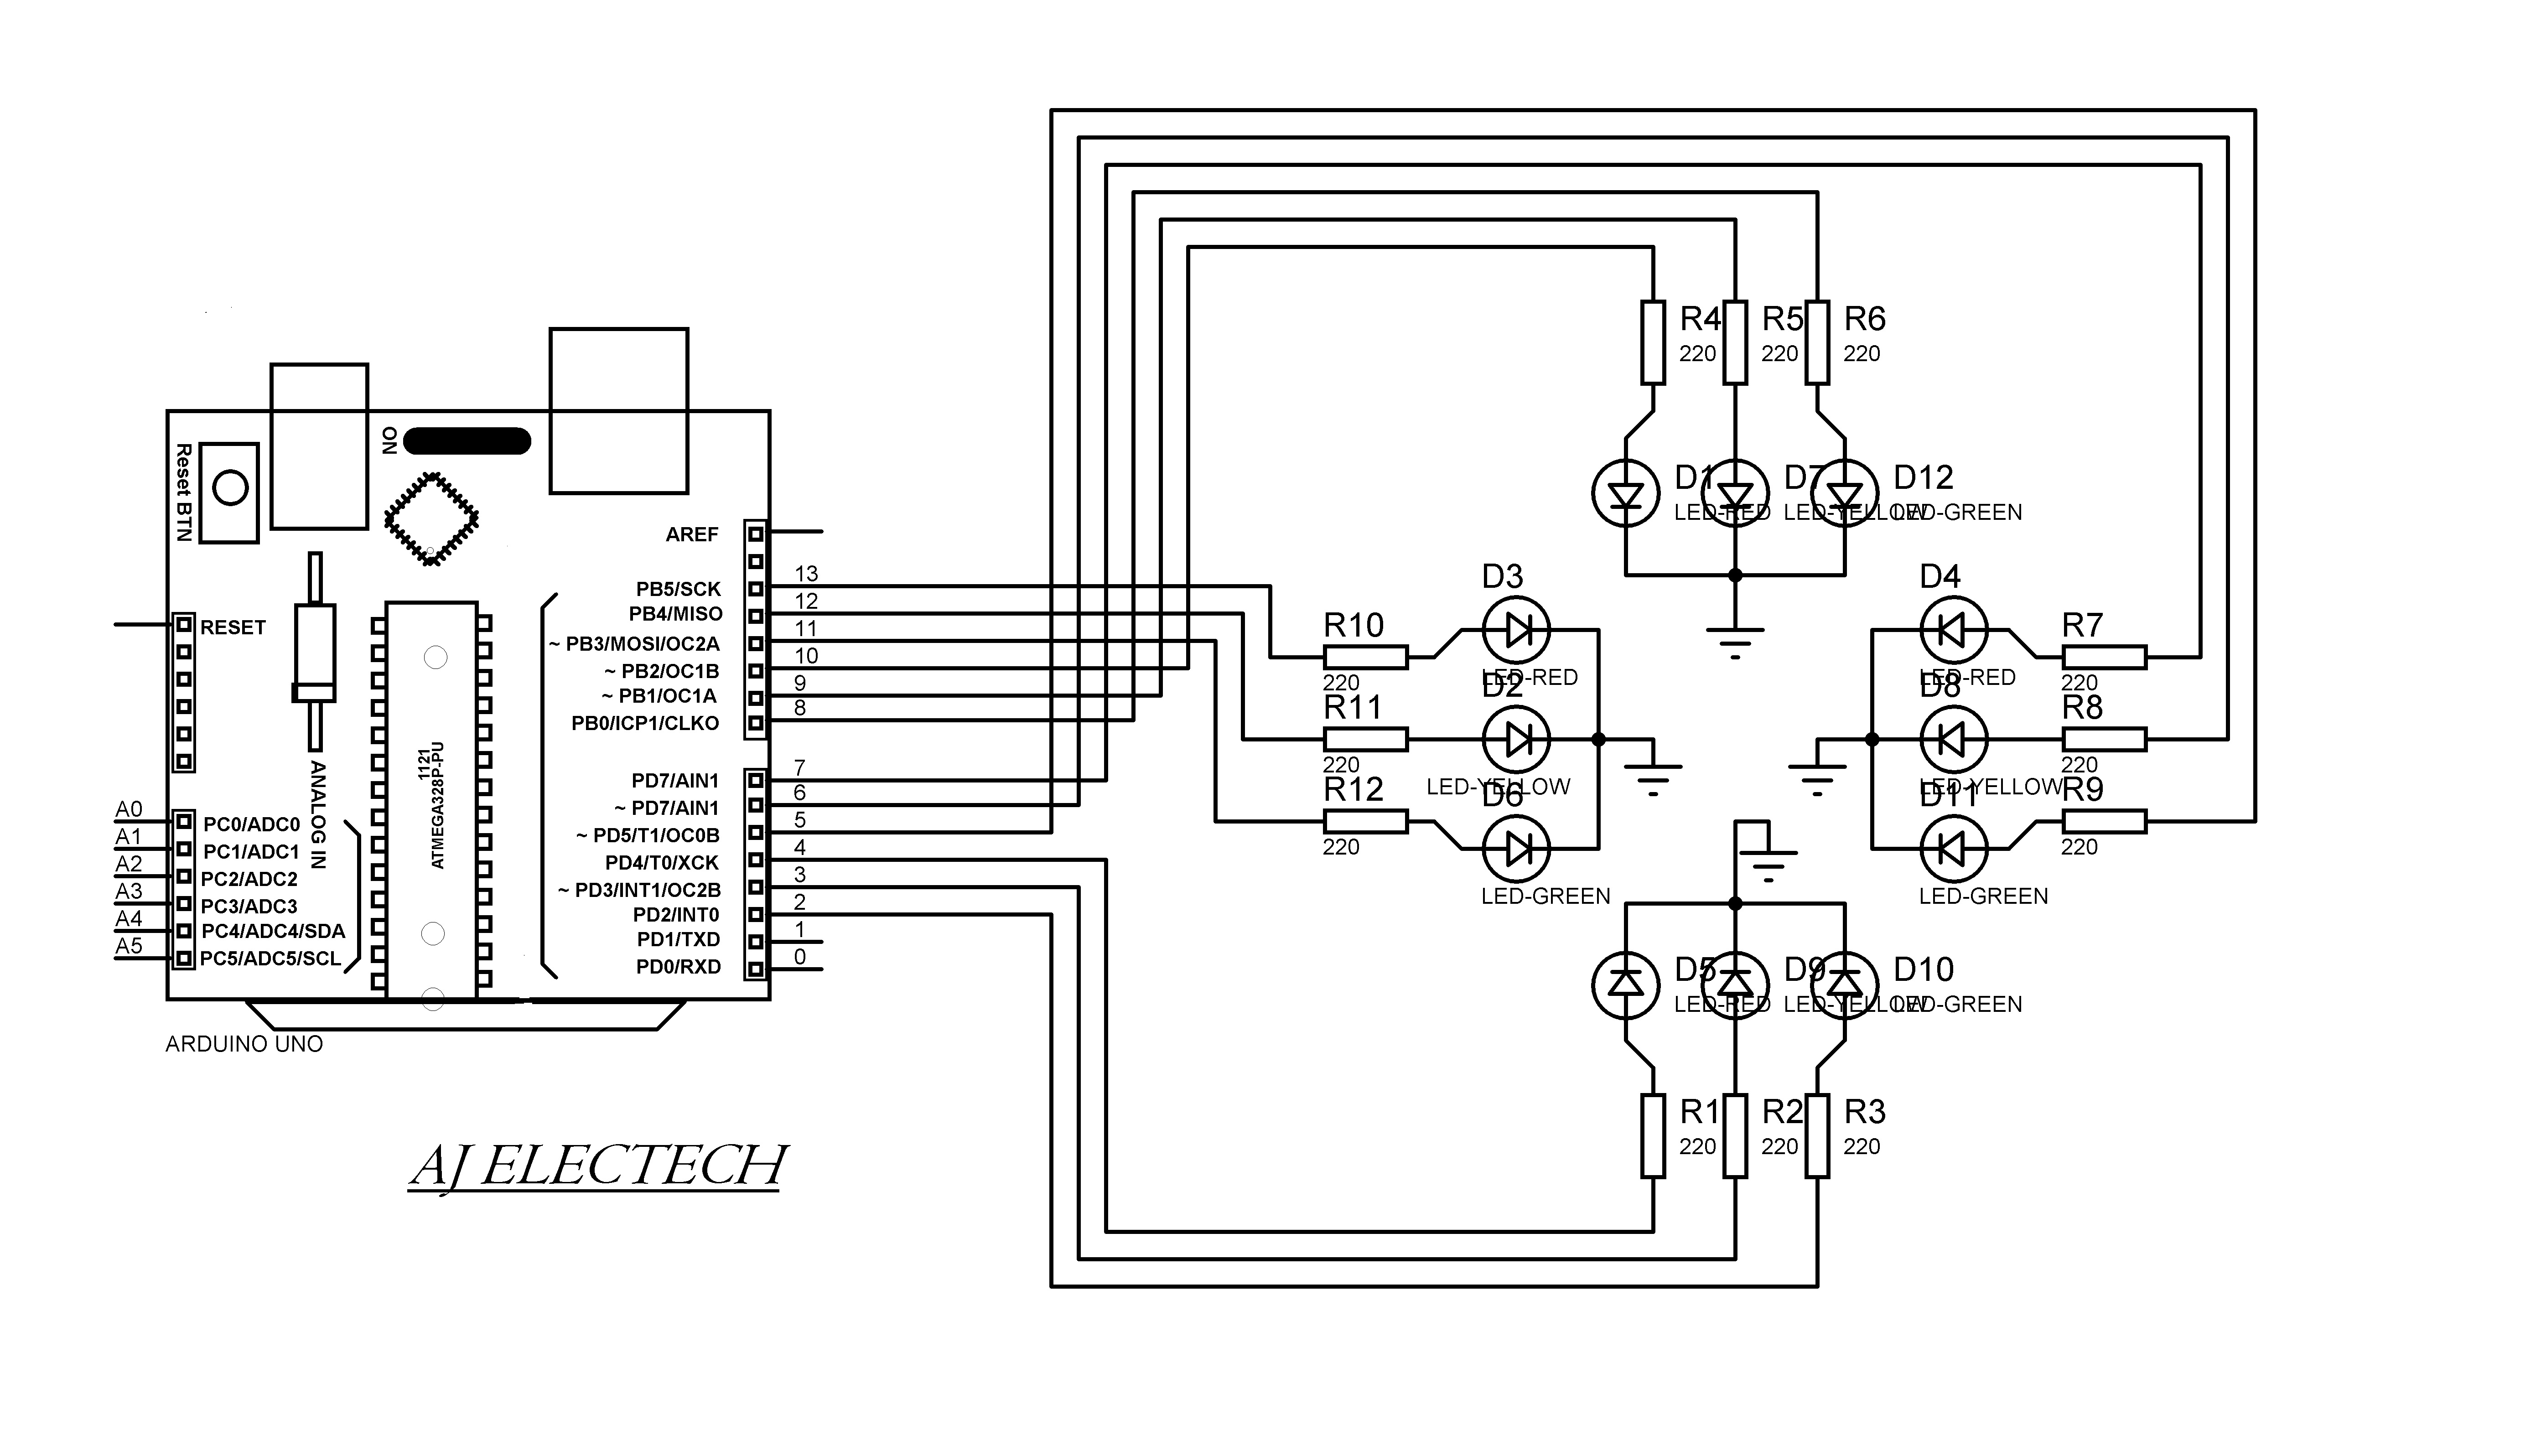 R4
220
R5
220
R6
220
D1
LED-RED
D7
LED-YELLOW
D12
LED-GREEN
ON
Reset BTN
AREF
PB5/SCK
13
PB4/MISO
12
~ PB3/MOSI/OC2A
11
~ PB2/OC1B
10
~ PB1/OC1A
9
PB0/ICP1/CLKO
8
RESET
ANALOG IN
1121
ATMEGA328P-PU
PD7/AIN1
7
~ PD7/AIN1
6
~ PD5/T1/OC0B
5
PD4/T0/XCK
4
~ PD3/INT1/OC2B
3
PD2/INT0
2
PD1/TXD
1
PD0/RXD
0
A0
PC0/ADC0
A1
PC1/ADC1
A2
PC2/ADC2
A3
PC3/ADC3
A4
PC4/ADC4/SDA
A5
PC5/ADC5/SCL
ARDUINO UNO
D3
LED-RED
R10
220
D2
LED-YELLOW
R11
220
D6
LED-GREEN
R12
220
D4
LED-RED
R7
220
D8
LED-YELLOW
R8
220
D11
LED-GREEN
R9
220
D5
LED-RED
D9
LED-YELLOW
D10
LED-GREEN
R1
220
R2
220
R3
220
AJ ELECTECH